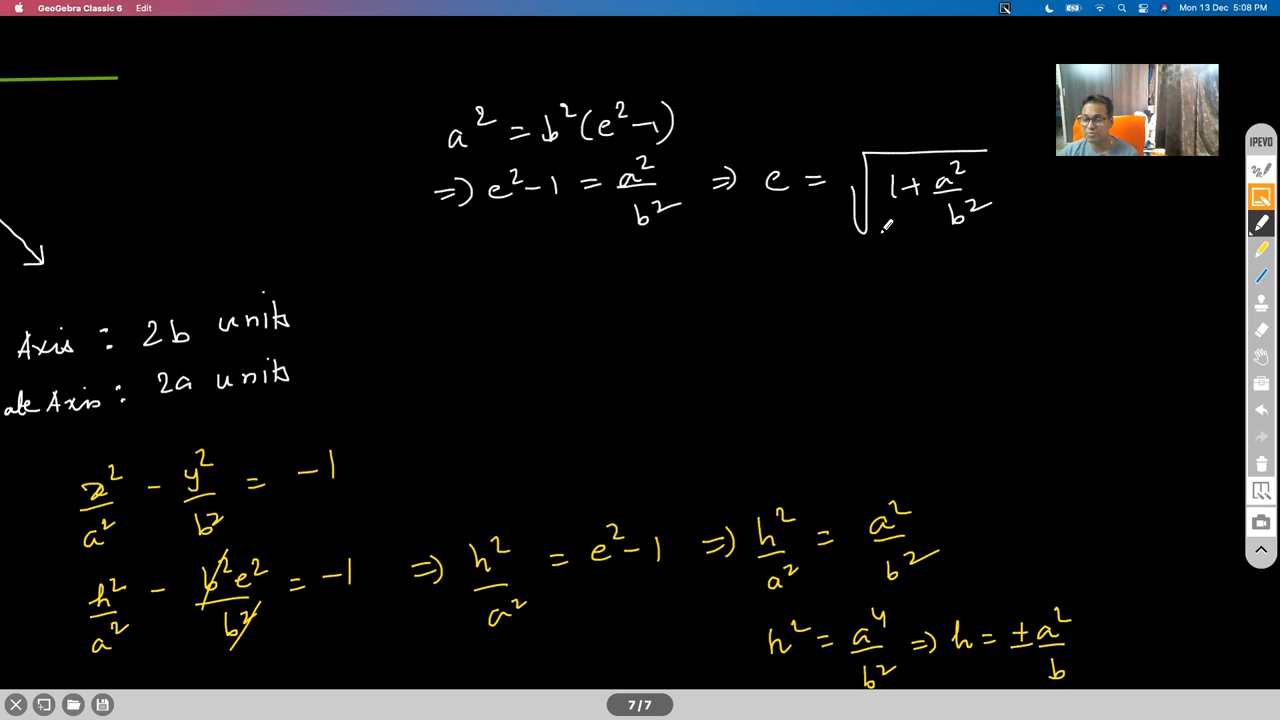 GeoGebra Classic 6 Edit Mon 13 Dec 5:08 PM
a² = b²(e²-1)
⇒ e²-1 = a²/b² ⇒ e = √(1 + a²/b²)
IPEVO
Axis : 2b units
ate Axis : 2a units
x²/a² - y²/b² = -1
h²/a² - b²e²/b² = -1 ⇒ h²/a² = e²-1 ⇒ h²/a² = a²/b²
h² = a⁴/b² ⇒ h = ±a²/b
7/7